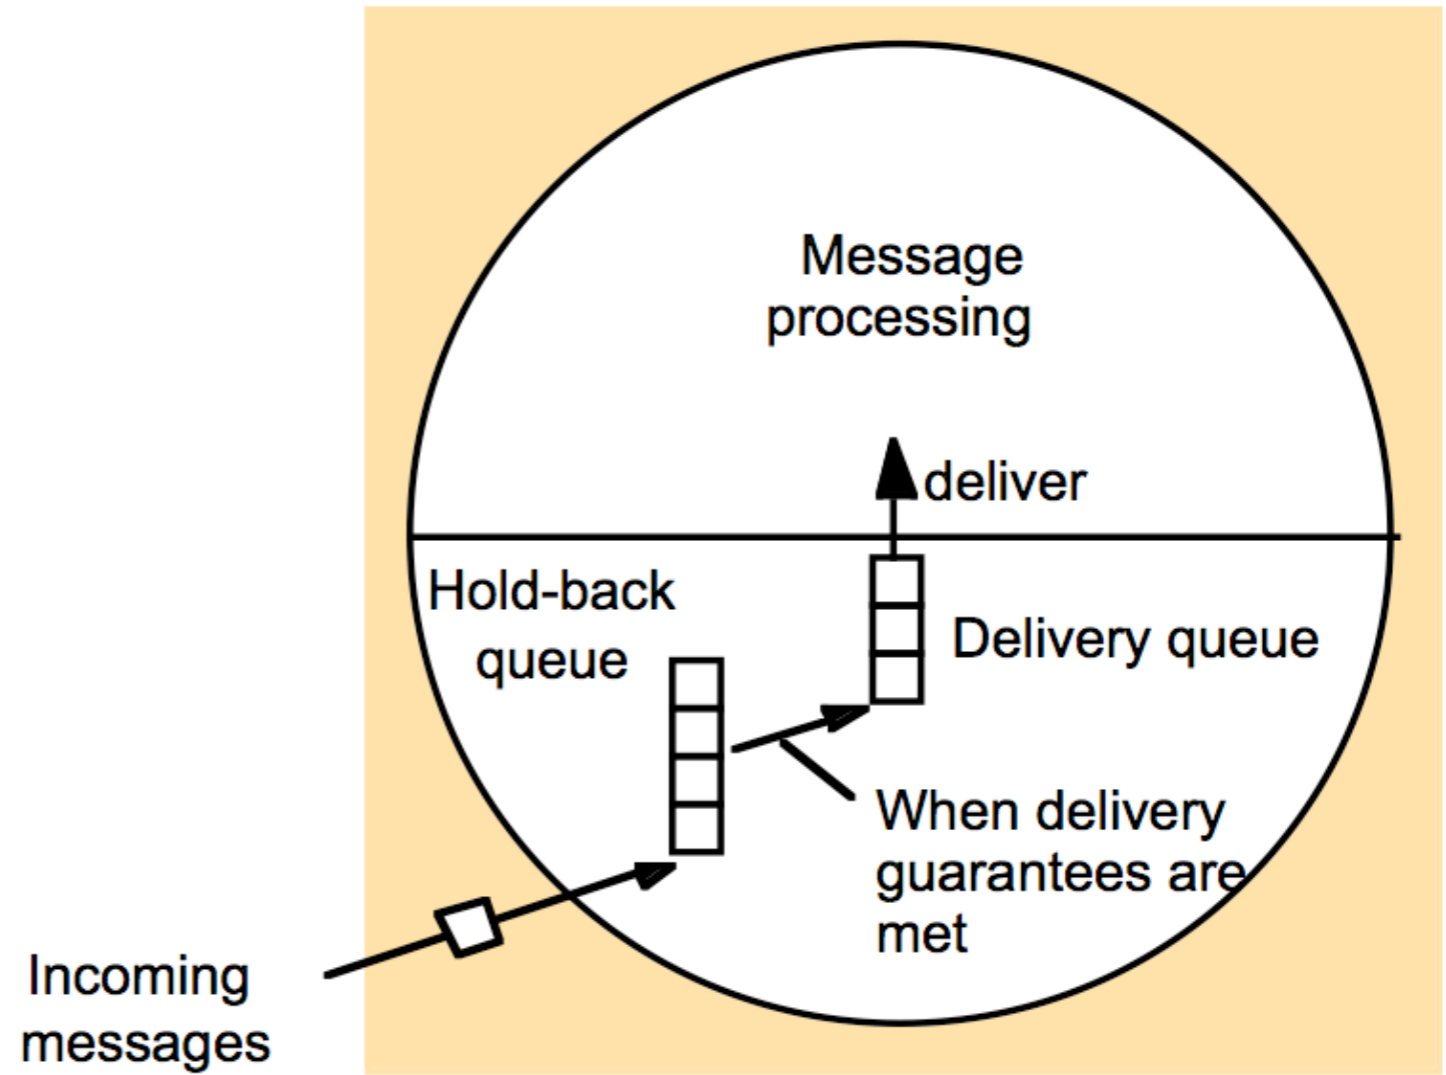 Message
processing
deliver
Hold-back
queue
Delivery queue
When delivery
guarantees are
met
Incoming
messages